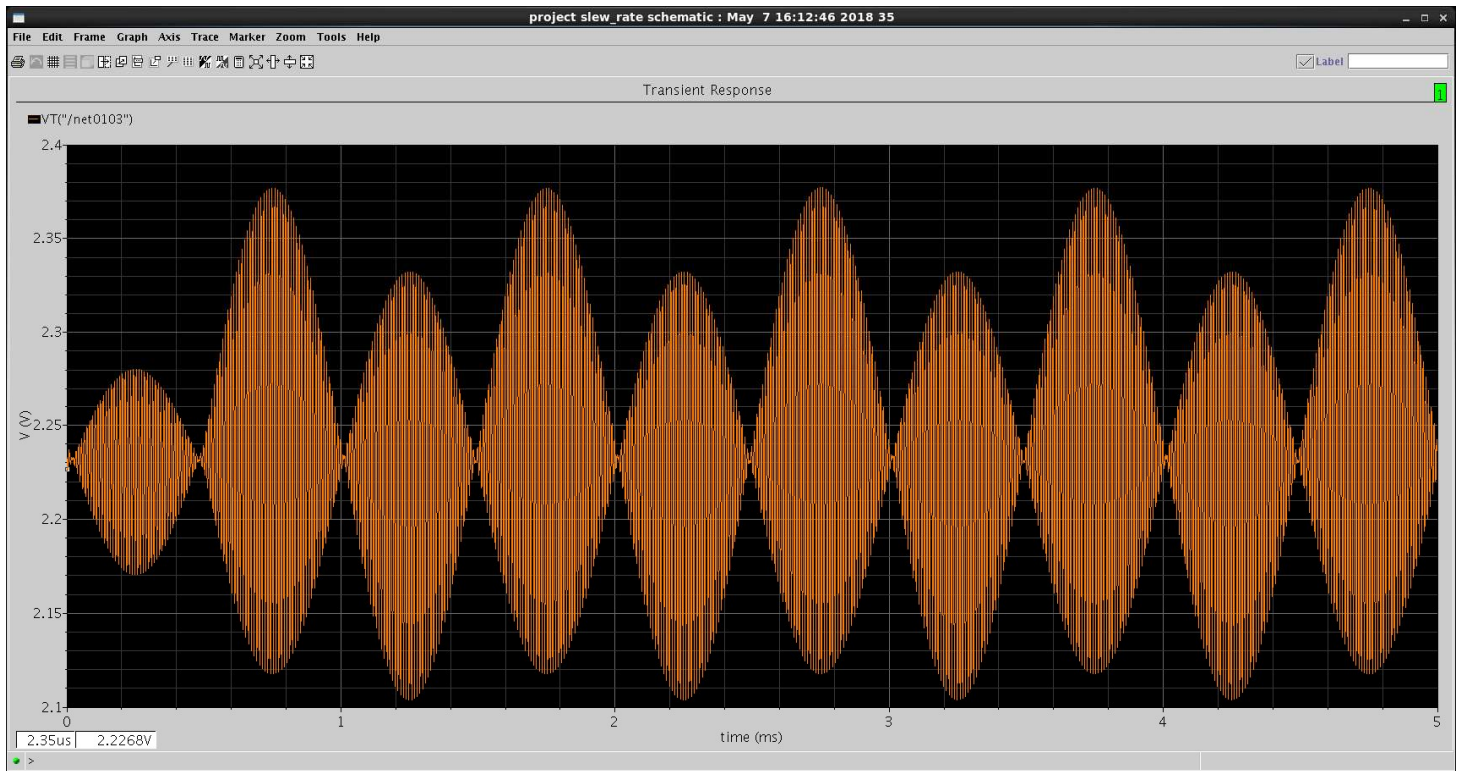 project slew_rate schematic : May 7 16:12:46 2018 35
File Edit Frame Graph Axis Trace Marker Zoom Tools Help
Label
Transient Response
1
VT("/net0103")
2.4
2.35
2.3
2.25
2.2
2.15
2.1
V (V)
0 1 2 3 4 5
time (ms)
2.35us 2.2268V
>